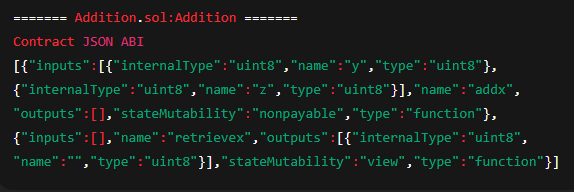 ======= Addition.sol:Addition =======
Contract JSON ABI
[{"inputs":[{"internalType":"uint8","name":"y","type":"uint8"},
{"internalType":"uint8","name":"z","type":"uint8"}],"name":"addx",
"outputs":[],"stateMutability":"nonpayable","type":"function"},
{"inputs":[],"name":"retrievex","outputs":[{"internalType":"uint8",
"name":"","type":"uint8"}],"stateMutability":"view","type":"function"}]